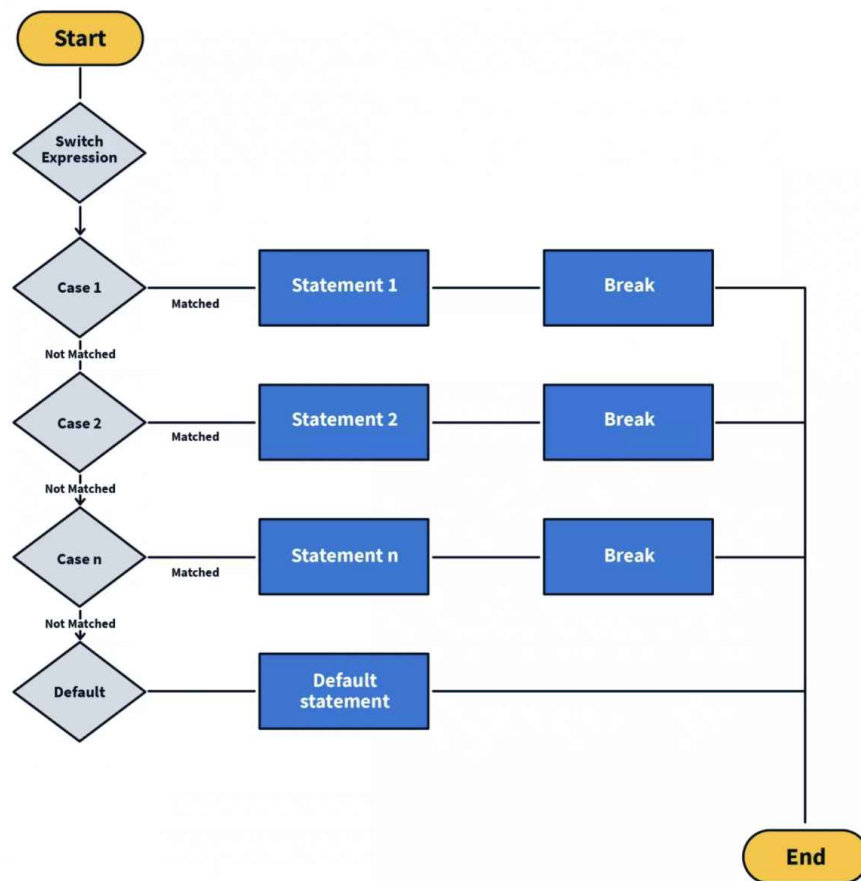 Start
Switch
Expression
Case 1
Matched
Statement 1
Break
Not Matched
Case 2
Matched
Statement 2
Break
Not Matched
Case n
Matched
Statement n
Break
Not Matched
Default
Default
statement
End